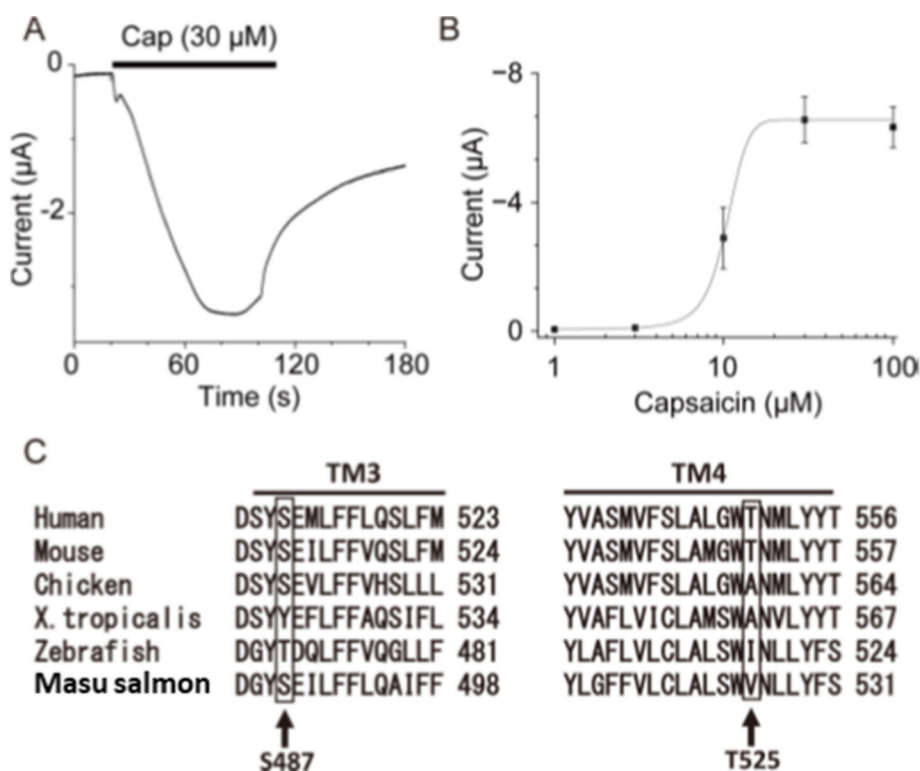 A
Cap (30 µM)
0
-2
Current (µA)
0 60 120 180
Time (s)
B
−8
−4
0
Current (µA)
1 10 100
Capsaicin (µM)
C
TM3 TM4
Human DSYSEMLFFLQSLFM 523 YVASMVFSLALGWTNMLYYT 556
Mouse DSYSEILFFVQSLFM 524 YVASMVFSLAMGWTNMLYYT 557
Chicken DSYSEVLFFVHSLLL 531 YVASMVFSLALGWANMLYYT 564
X.tropicalis DSYYEFLFFAQSIFL 534 YVAFLVICLAMSWANVLYYT 567
Zebrafish DGYTDQLFFVQGLLF 481 YLAFLVLCLALSWINLLYFS 524
Masu salmon DGYSEILFFLQAIFF 498 YLGFFVLCLALSWVNLLYFS 531
S487 T525